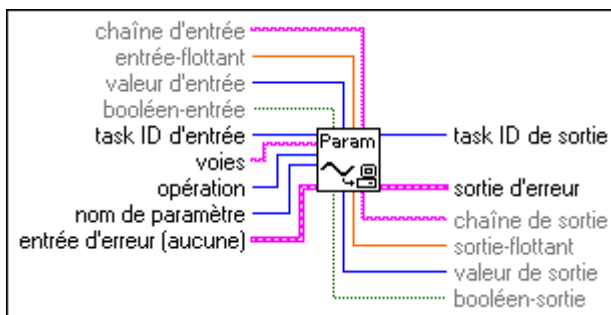 chaîne d'entrée
entrée-flottant
valeur d'entrée
booléen-entrée
task ID d'entrée
voies
opération
nom de paramètre
entrée d'erreur (aucune)
Param
task ID de sortie
sortie d'erreur
chaîne de sortie
sortie-flottant
valeur de sortie
booléen-sortie